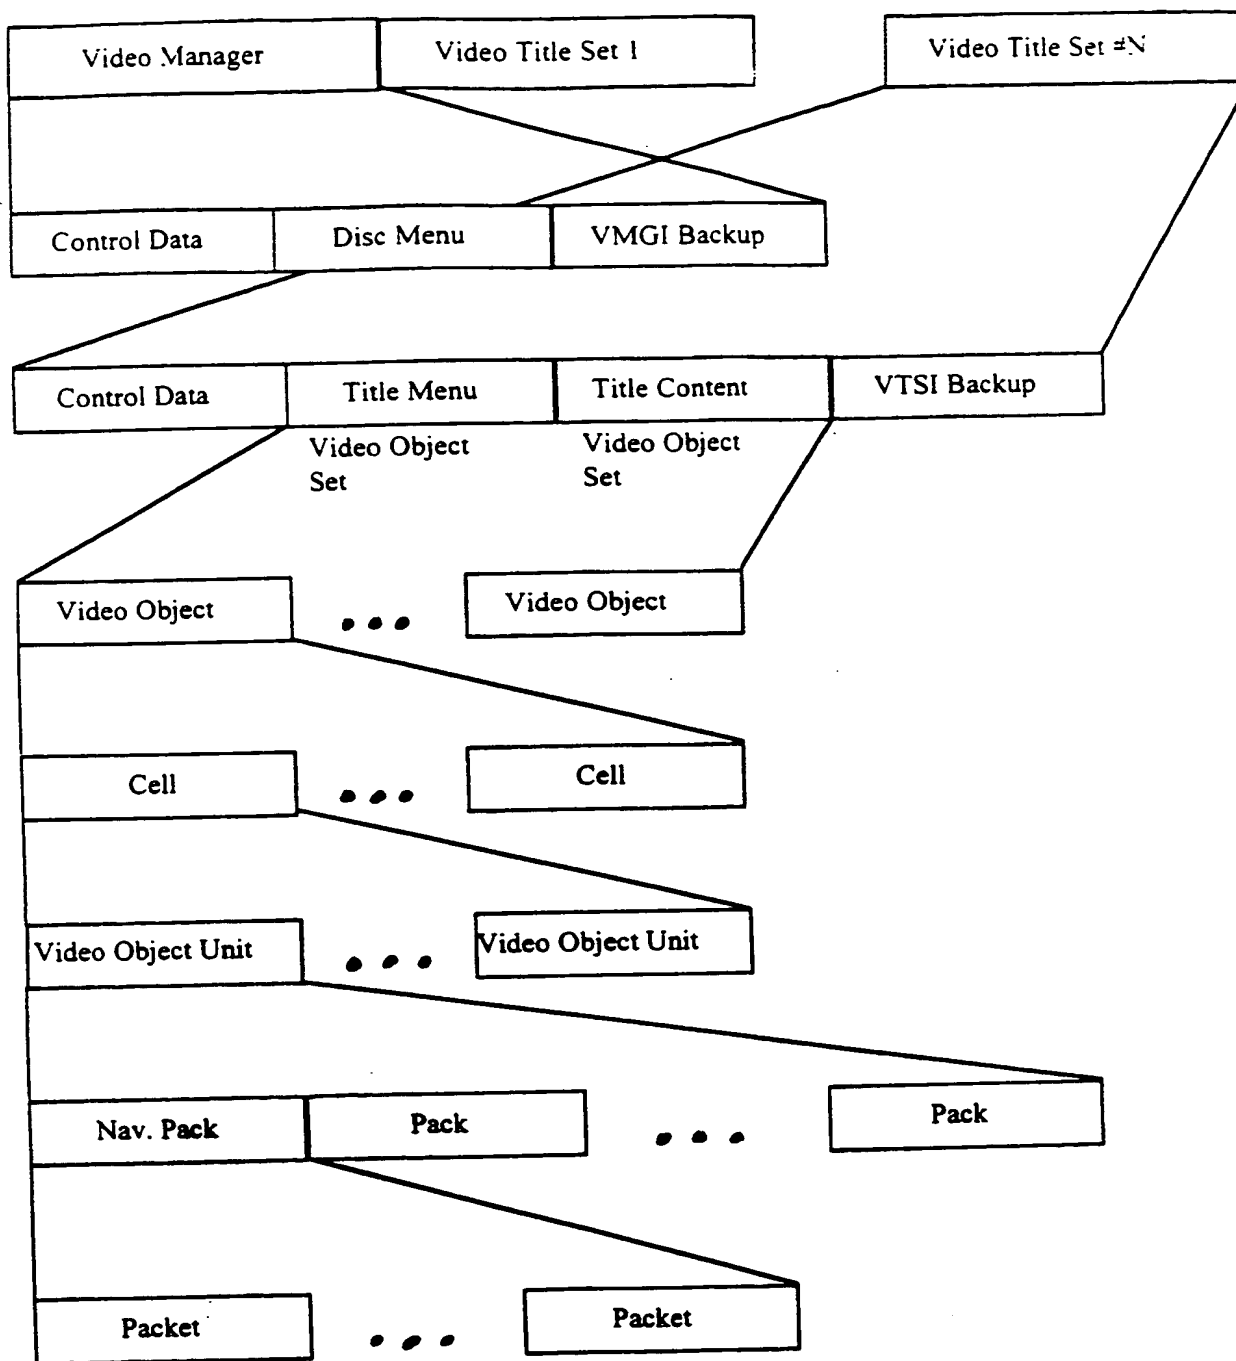 Video Manager
Video Title Set 1
Video Title Set #N
Control Data
Disc Menu
VMGI Backup
Control Data
Title Menu
Title Content
VTSI Backup
Video Object
Set
Video Object
Set
Video Object
Video Object
Cell
Cell
Video Object Unit
Video Object Unit
Nav. Pack
Pack
Pack
Packet
Packet